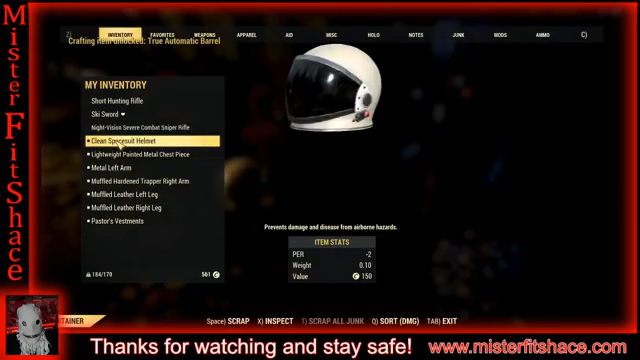 Mister FitShace
Z)
INVENTORY
FAVORITES
WEAPONS
APPAREL
AID
MISC
HOLO
NOTES
JUNK
MODS
AMMO
C)
Crafting item unlocked: True Automatic Barrel
MY INVENTORY
Short Hunting Rifle
Ski Sword
Night-Vision Severe Combat Sniper Rifle
Clean Spacesuit Helmet
Lightweight Painted Metal Chest Piece
Metal Left Arm
Muffled Hardened Trapper Right Arm
Muffled Leather Left Leg
Muffled Leather Right Leg
Pastor's Vestments
184/170
561
Prevents damage and disease from airborne hazards.
ITEM STATS
PER -2
Weight 0.10
Value 150
TAINER
Space) SCRAP
X) INSPECT
T) SCRAP ALL JUNK
Q) SORT (DMG)
TAB) EXIT
Thanks for watching and stay safe!
www.misterfitshace.com